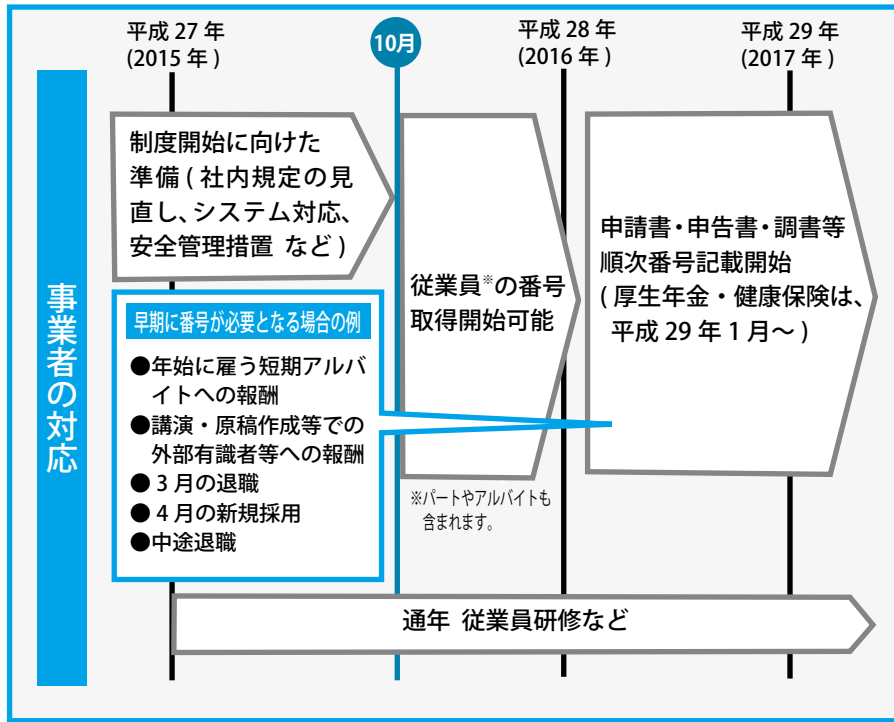 平成 27 年
(2015 年 )
10月
平成 28 年
(2016 年 )
平成 29 年
(2017 年 )
事業者の対応
制度開始に向けた
準備 ( 社内規定の見
直し、システム対応、
安全管理措置 など )
従業員※の番号
取得開始可能
※パートやアルバイトも
含まれます。
申請書・申告書・調書等
順次番号記載開始
( 厚生年金・健康保険は、
平成 29 年 1 月〜 )
早期に番号が必要となる場合の例
●年始に雇う短期アルバ
イトへの報酬
●講演・原稿作成等での
外部有識者等への報酬
● 3 月の退職
● 4 月の新規採用
●中途退職
通年 従業員研修など